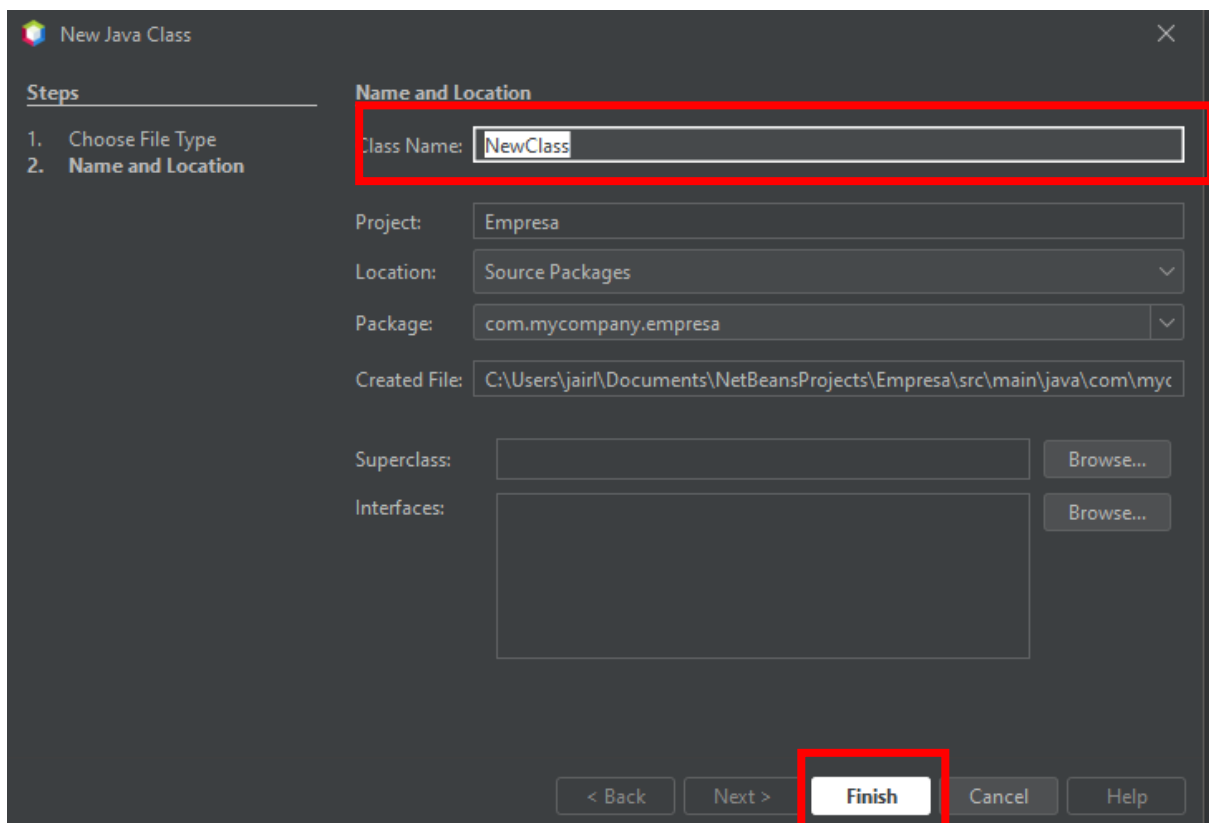 New Java Class
Steps
1. Choose File Type
2. Name and Location
Name and Location
Class Name: NewClass
Project: Empresa
Location: Source Packages
Package: com.mycompany.empresa
Created File: C:\Users\jairl\Documents\NetBeansProjects\Empresa\src\main\java\com\myc
Superclass: Browse...
Interfaces: Browse...
< Back Next > Finish Cancel Help